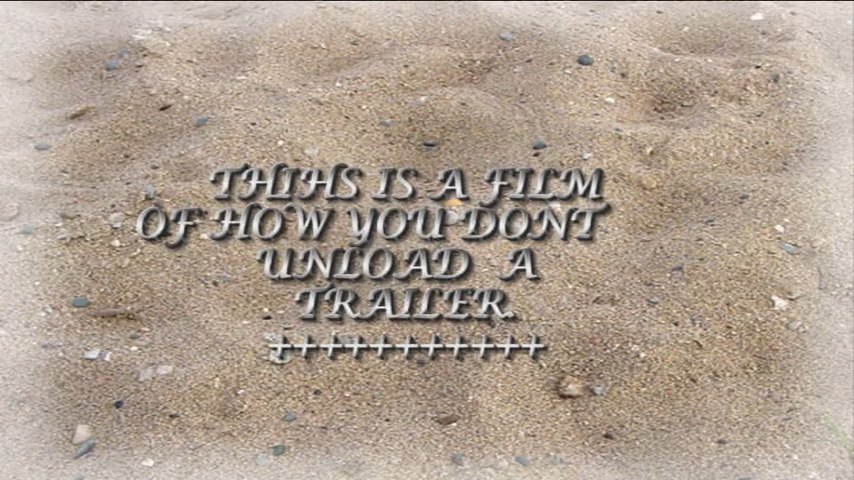 THIHS IS A FILM
OF HOW YOU DONT
UNLOAD A
TRAILER.
+++++++++++